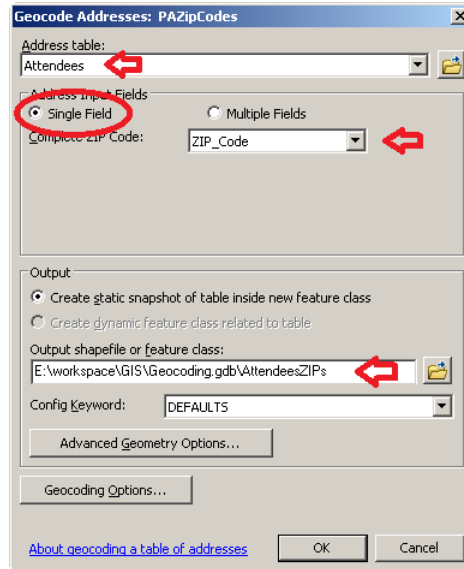 Geocode Addresses: PAZipCodes
Address table:
Attendees
Address Input Fields
Single Field
Multiple Fields
Complete ZIP Code:
ZIP_Code
Output
Create static snapshot of table inside new feature class
Create dynamic feature class related to table
Output shapefile or feature class:
E:\workspace\GIS\Geocoding.gdb\AttendeesZIPs
Config Keyword:
DEFAULTS
Advanced Geometry Options...
Geocoding Options...
About geocoding a table of addresses
OK
Cancel